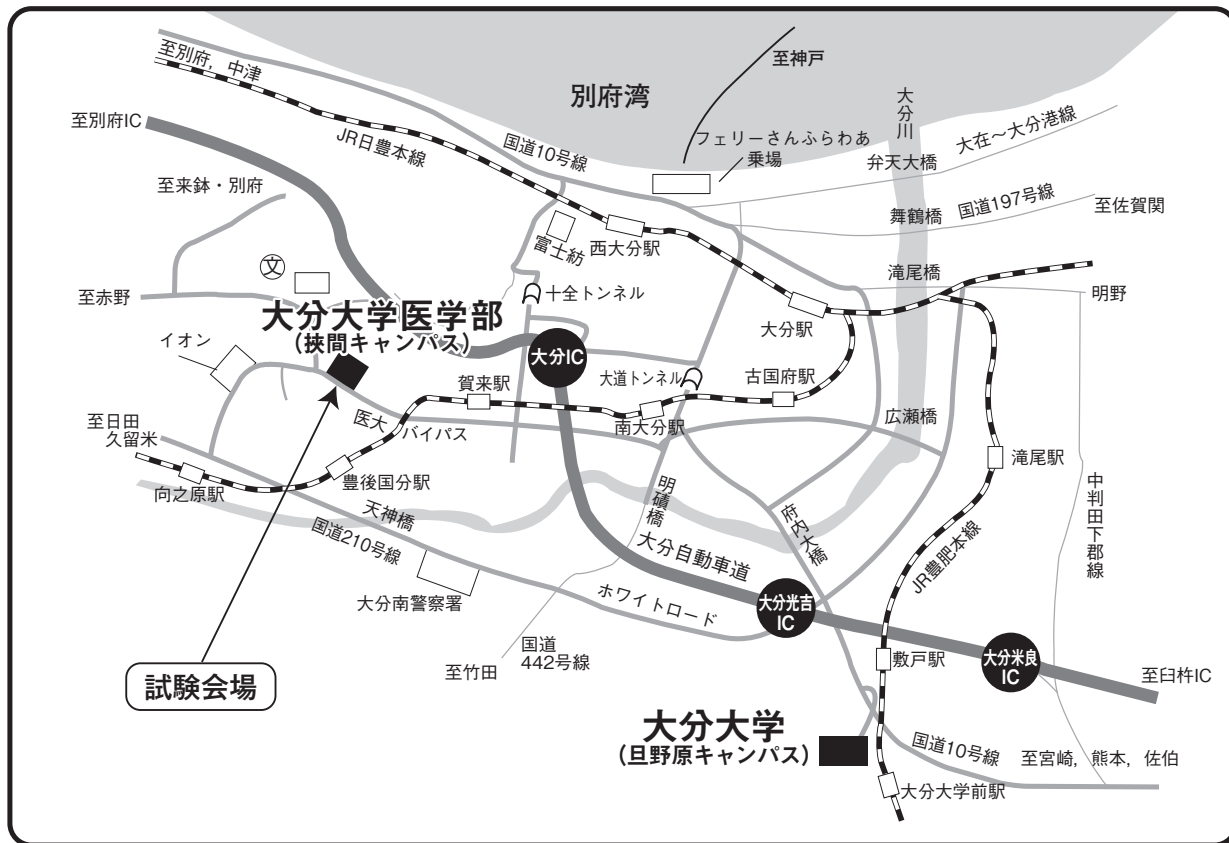 至別府，中津
別府湾
至神戸
大分川
大在～大分港線
至別府IC
JR日豊本線
国道10号線
フェリーさんふらわあ
乗場
弁天大橋
至来鉢・別府
舞鶴橋
国道197号線
至佐賀関
富士紡
西大分駅
文
滝尾橋
至赤野
十全トンネル
明野
大分大学医学部
（挾間キャンパス）
大分駅
イオン
大分IC
賀来駅
大道トンネル
古国府駅
至日田
久留米
医大バイパス
南大分駅
広瀬橋
滝尾駅
向之原駅
豊後国分駅
天神橋
明磧橋
府内大橋
中判田下郡線
国道210号線
大分自動車道
JR豊肥本線
大分南警察署
ホワイトロード
大分光吉
IC
国道
442号線
至竹田
敷戸駅
大分米良
IC
至臼杵IC
試験会場
大分大学
（旦野原キャンパス）
国道10号線
至宮崎，熊本，佐伯
大分大学前駅